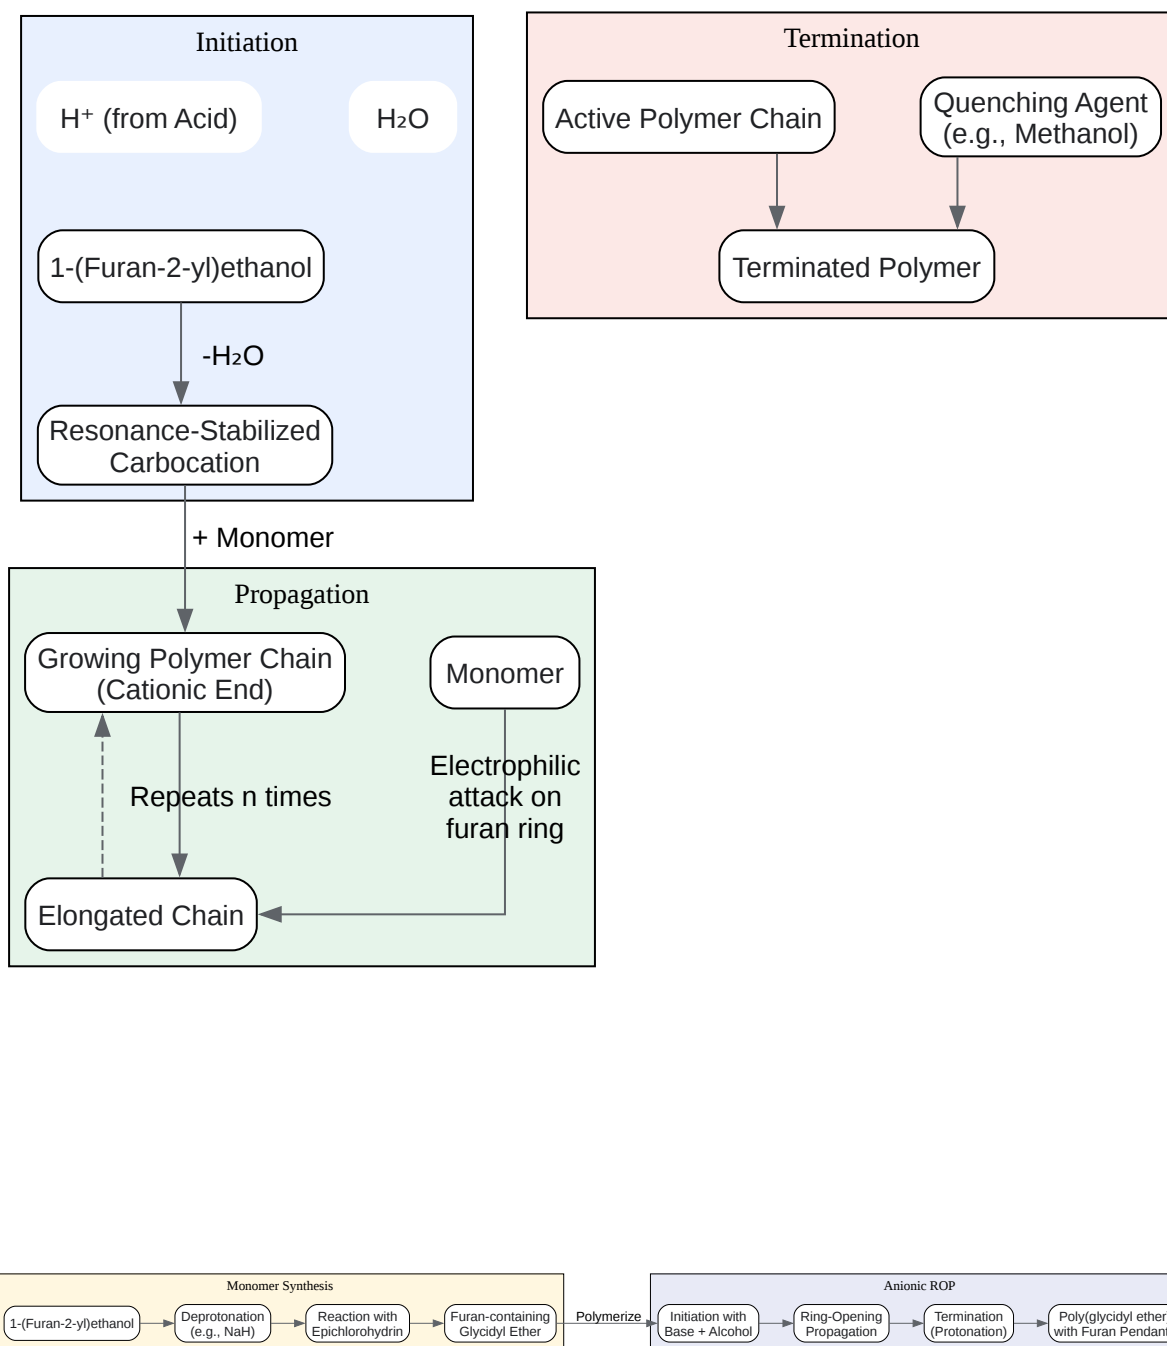 Initiation
H⁺ (from Acid)
H₂O
1-(Furan-2-yl)ethanol
-H₂O
Resonance-Stabilized
Carbocation
+ Monomer
Termination
Active Polymer Chain
Quenching Agent
(e.g., Methanol)
Terminated Polymer
Propagation
Growing Polymer Chain
(Cationic End)
Monomer
Repeats n times
Electrophilic
attack on
furan ring
Elongated Chain
Monomer Synthesis
1-(Furan-2-yl)ethanol
Deprotonation
(e.g., NaH)
Reaction with
Epichlorohydrin
Furan-containing
Glycidyl Ether
Polymerize
Anionic ROP
Initiation with
Base + Alcohol
Ring-Opening
Propagation
Termination
(Protonation)
Poly(glycidyl ether)
with Furan Pendant